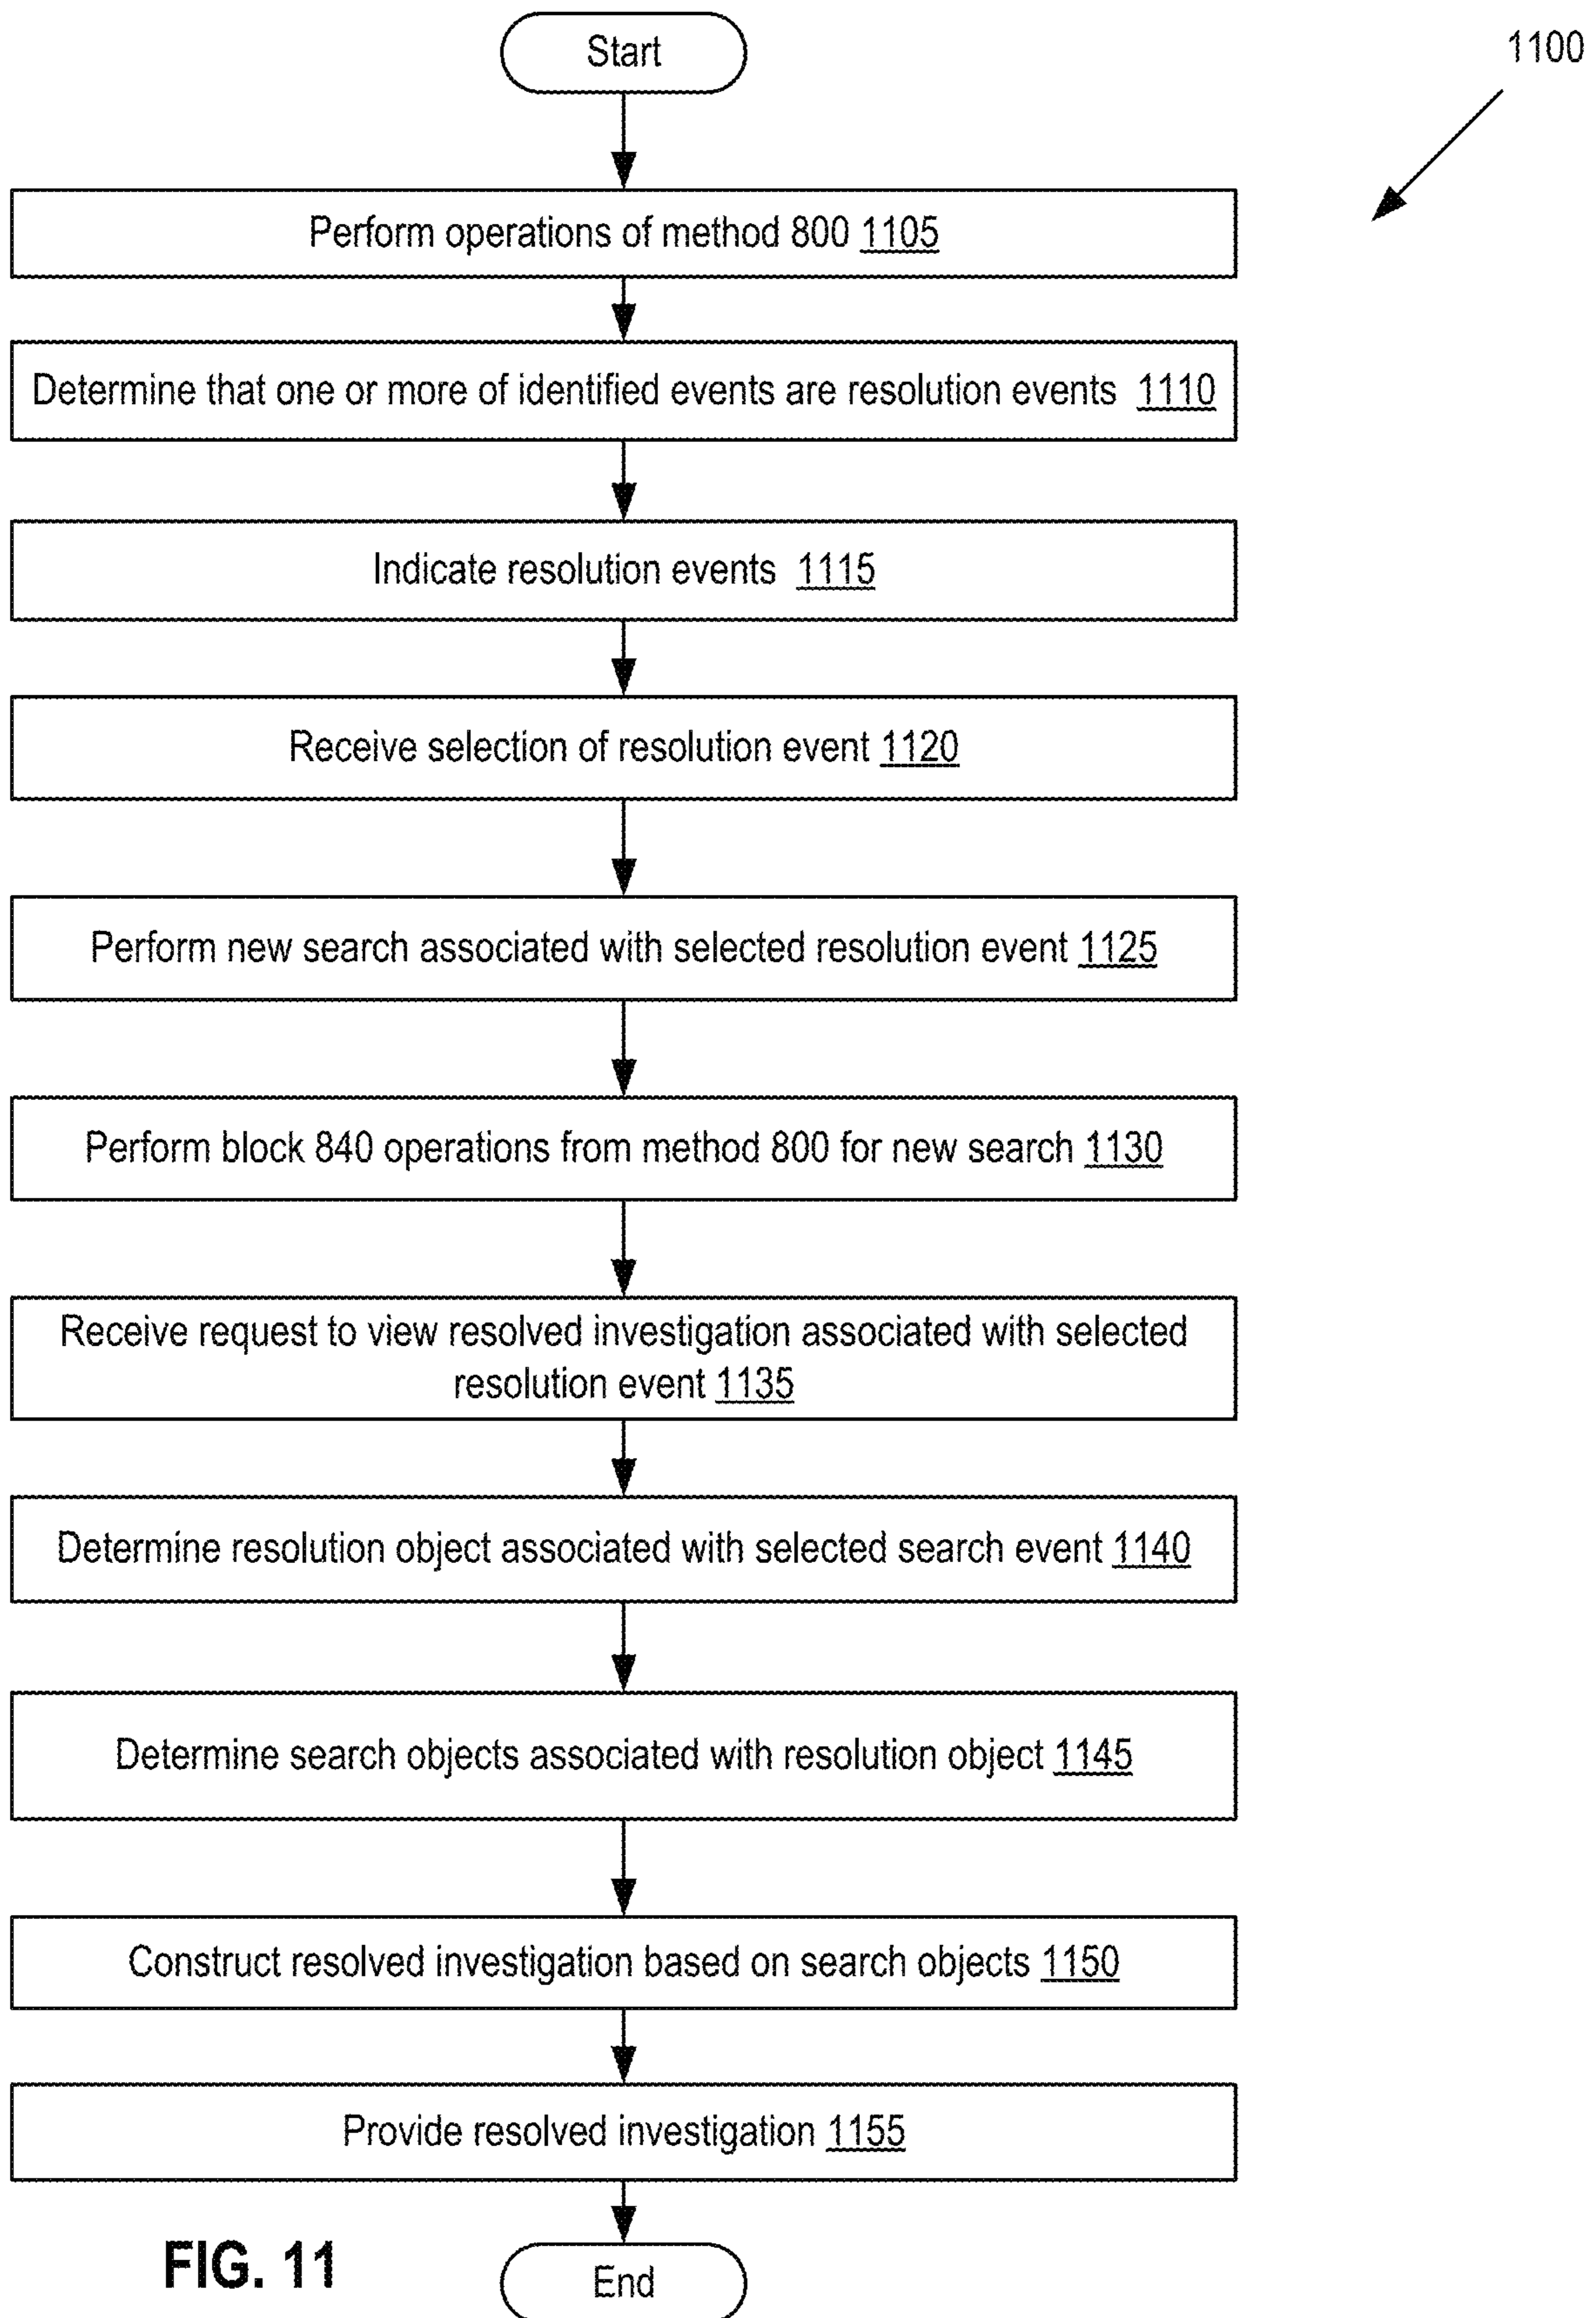 Start
1100
Perform operations of method 800 1105
Determine that one or more of identified events are resolution events 1110
Indicate resolution events 1115
Receive selection of resolution event 1120
Perform new search associated with selected resolution event 1125
Perform block 840 operations from method 800 for new search 1130
Receive request to view resolved investigation associated with selected
resolution event 1135
Determine resolution object associated with selected search event 1140
Determine search objects associated with resolution object 1145
Construct resolved investigation based on search objects 1150
Provide resolved investigation 1155
FIG. 11
End